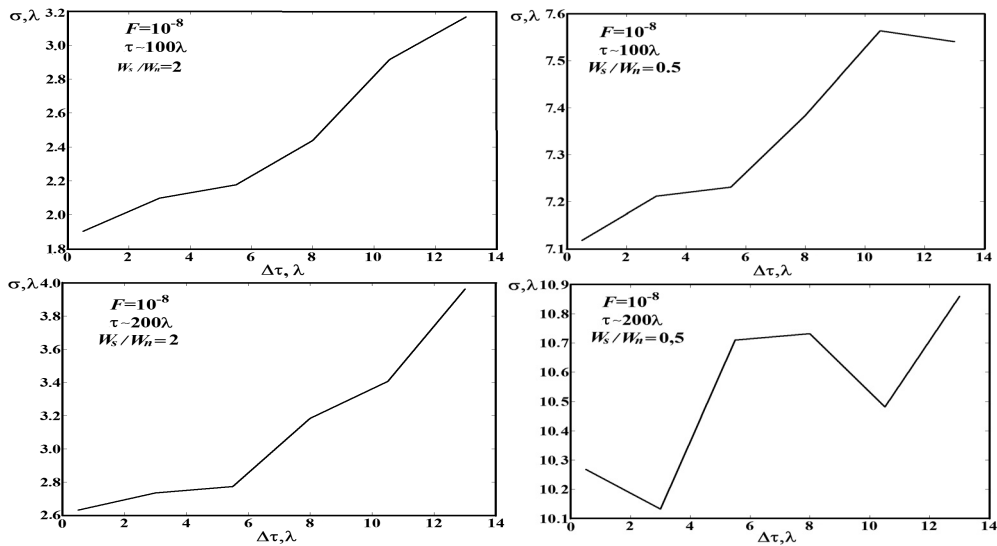 σ,λ
3.2
3.0
2.8
2.6
2.4
2.2
2.0
1.8
F=10⁻⁸
τ~100λ
Ws/Wn=2
0 2 4 6 8 10 12 14
Δτ, λ
σ,λ
7.6
7.5
7.4
7.3
7.2
7.1
F=10⁻⁸
τ~100λ
Ws/Wn=0.5
0 2 4 6 8 10 12 14
Δτ, λ
σ,λ
4.0
3.8
3.6
3.4
3.2
3.0
2.8
2.6
F=10⁻⁸
τ~200λ
Ws/Wn=2
0 2 4 6 8 10 12 14
Δτ, λ
σ,λ
10.9
10.8
10.7
10.6
10.5
10.4
10.3
10.2
10.1
F=10⁻⁸
τ~200λ
Ws/Wn=0,5
0 2 4 6 8 10 12 14
Δτ, λ